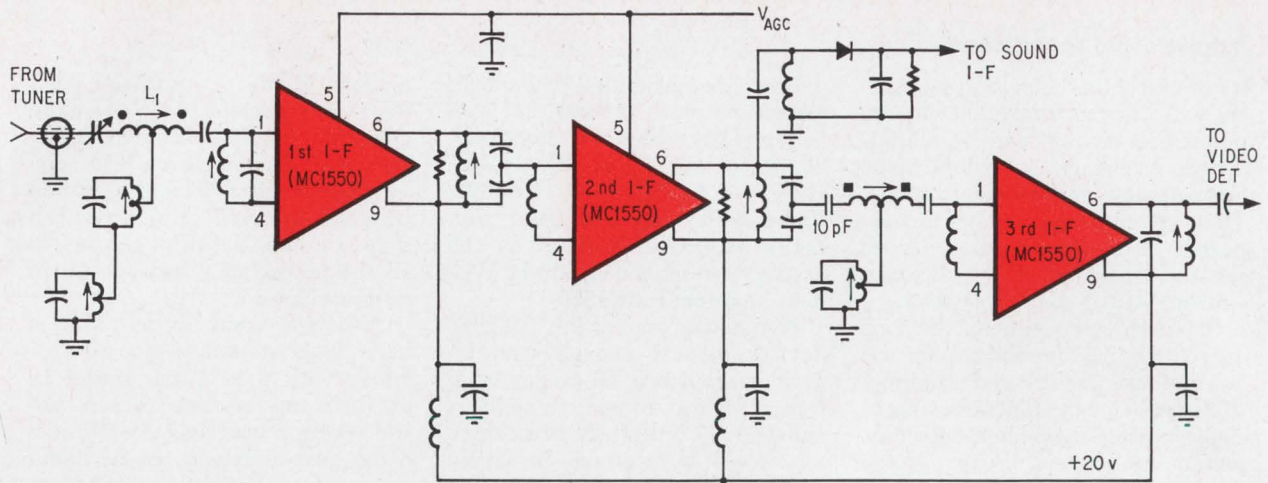 V_AGC
TO SOUND
I-F
FROM
TUNER
L1
TO
VIDEO
DET
1
5
6
1st I-F
(MC1550)
4
9
1
5
6
2nd I-F
(MC1550)
4
9
10 pF
1
6
3rd I-F
(MC1550)
4
9
+20 v